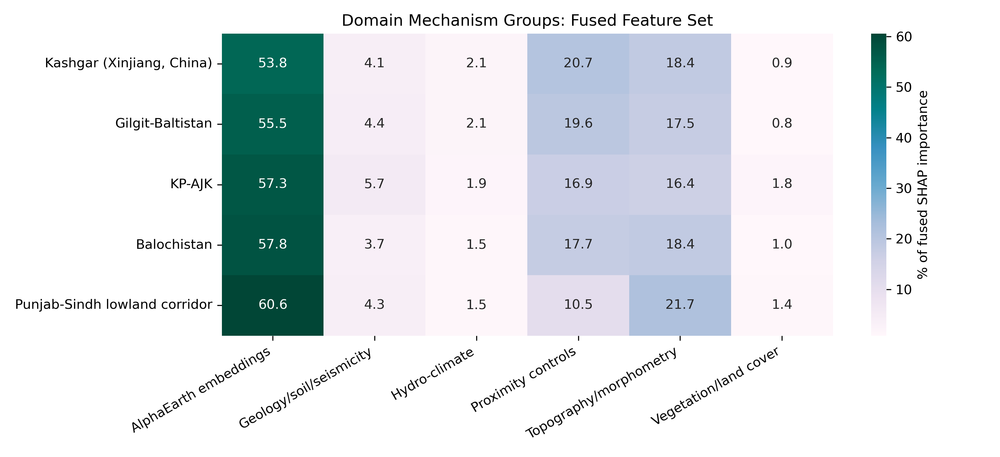 Domain Mechanism Groups: Fused Feature Set
Kashgar (Xinjiang, China) 53.8 4.1 2.1 20.7 18.4 0.9
Gilgit-Baltistan 55.5 4.4 2.1 19.6 17.5 0.8
KP-AJK 57.3 5.7 1.9 16.9 16.4 1.8
Balochistan 57.8 3.7 1.5 17.7 18.4 1.0
Punjab-Sindh lowland corridor 60.6 4.3 1.5 10.5 21.7 1.4
AlphaEarth embeddings
Geology/soil/seismicity
Hydro-climate
Proximity controls
Topography/morphometry
Vegetation/land cover
60
50
40
30
20
10
% of fused SHAP importance